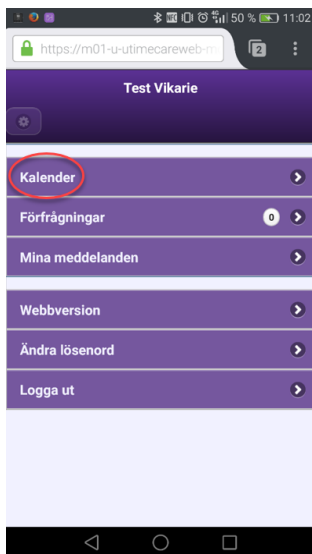 4G 50 % 11:02
https://m01-u-utimecareweb-m
2
Test Vikarie
Kalender
Förfrågningar 0
Mina meddelanden
Webbversion
Ändra lösenord
Logga ut